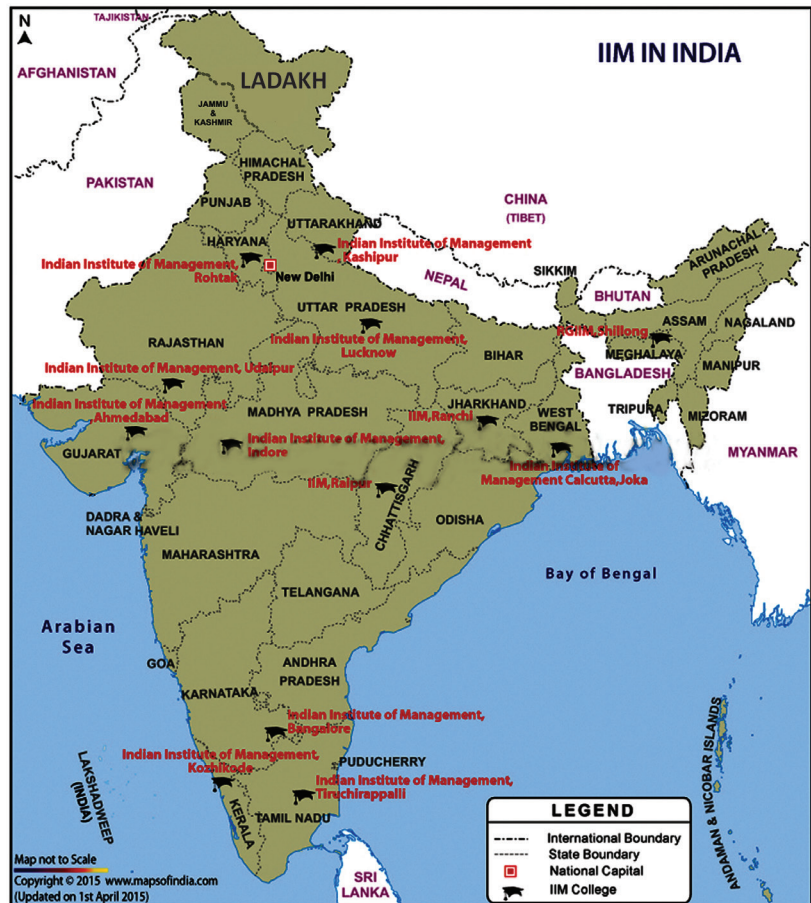 N
TAJIKISTAN
IIM IN INDIA
AFGHANISTAN
LADAKH
JAMMU
&
KASHMIR
HIMACHAL
PRADESH
PAKISTAN
PUNJAB
CHINA
(TIBET)
UTTARAKHAND
HARYANA
Indian Institute of Management
, Kashipur
Indian Institute of Management,
Rohtak
New Delhi
NEPAL
SIKKIM
ARUNACHAL
PRADESH
BHUTAN
UTTAR PRADESH
ASSAM
NAGALAND
RGIIM,Shillong
RAJASTHAN
Indian Institute of Management,
Lucknow
BIHAR
MEGHALAYA
MANIPUR
BANGLADESH
Indian Institute of Management, Udaipur
Indian Institute of Management
Ahmedabad
MADHYA PRADESH
JHARKHAND
IIM,Ranchi
WEST
BENGAL
TRIPURA
MIZORAM
GUJARAT
Indian Institute of Management,
Indore
MYANMAR
Indian Institute of
Management Calcutta,Joka
IIM,Raipur
CHHATTISGARH
ODISHA
DADRA &
NAGAR HAVELI
MAHARASHTRA
Bay of Bengal
TELANGANA
Arabian
Sea
GOA
ANDHRA
PRADESH
KARNATAKA
Indian Institute of Management,
Bangalore
ANDAMAN & NICOBAR ISLANDS
LAKSHADWEEP
(INDIA)
Indian Institute of Management,
Kozhikode
PUDUCHERRY
Indian Institute of Management,
Tiruchirappalli
KERALA
TAMIL NADU
LEGEND
International Boundary
State Boundary
National Capital
IIM College
SRI
LANKA
Map not to Scale
Copyright © 2015 www.mapsofindia.com
(Updated on 1st April 2015)